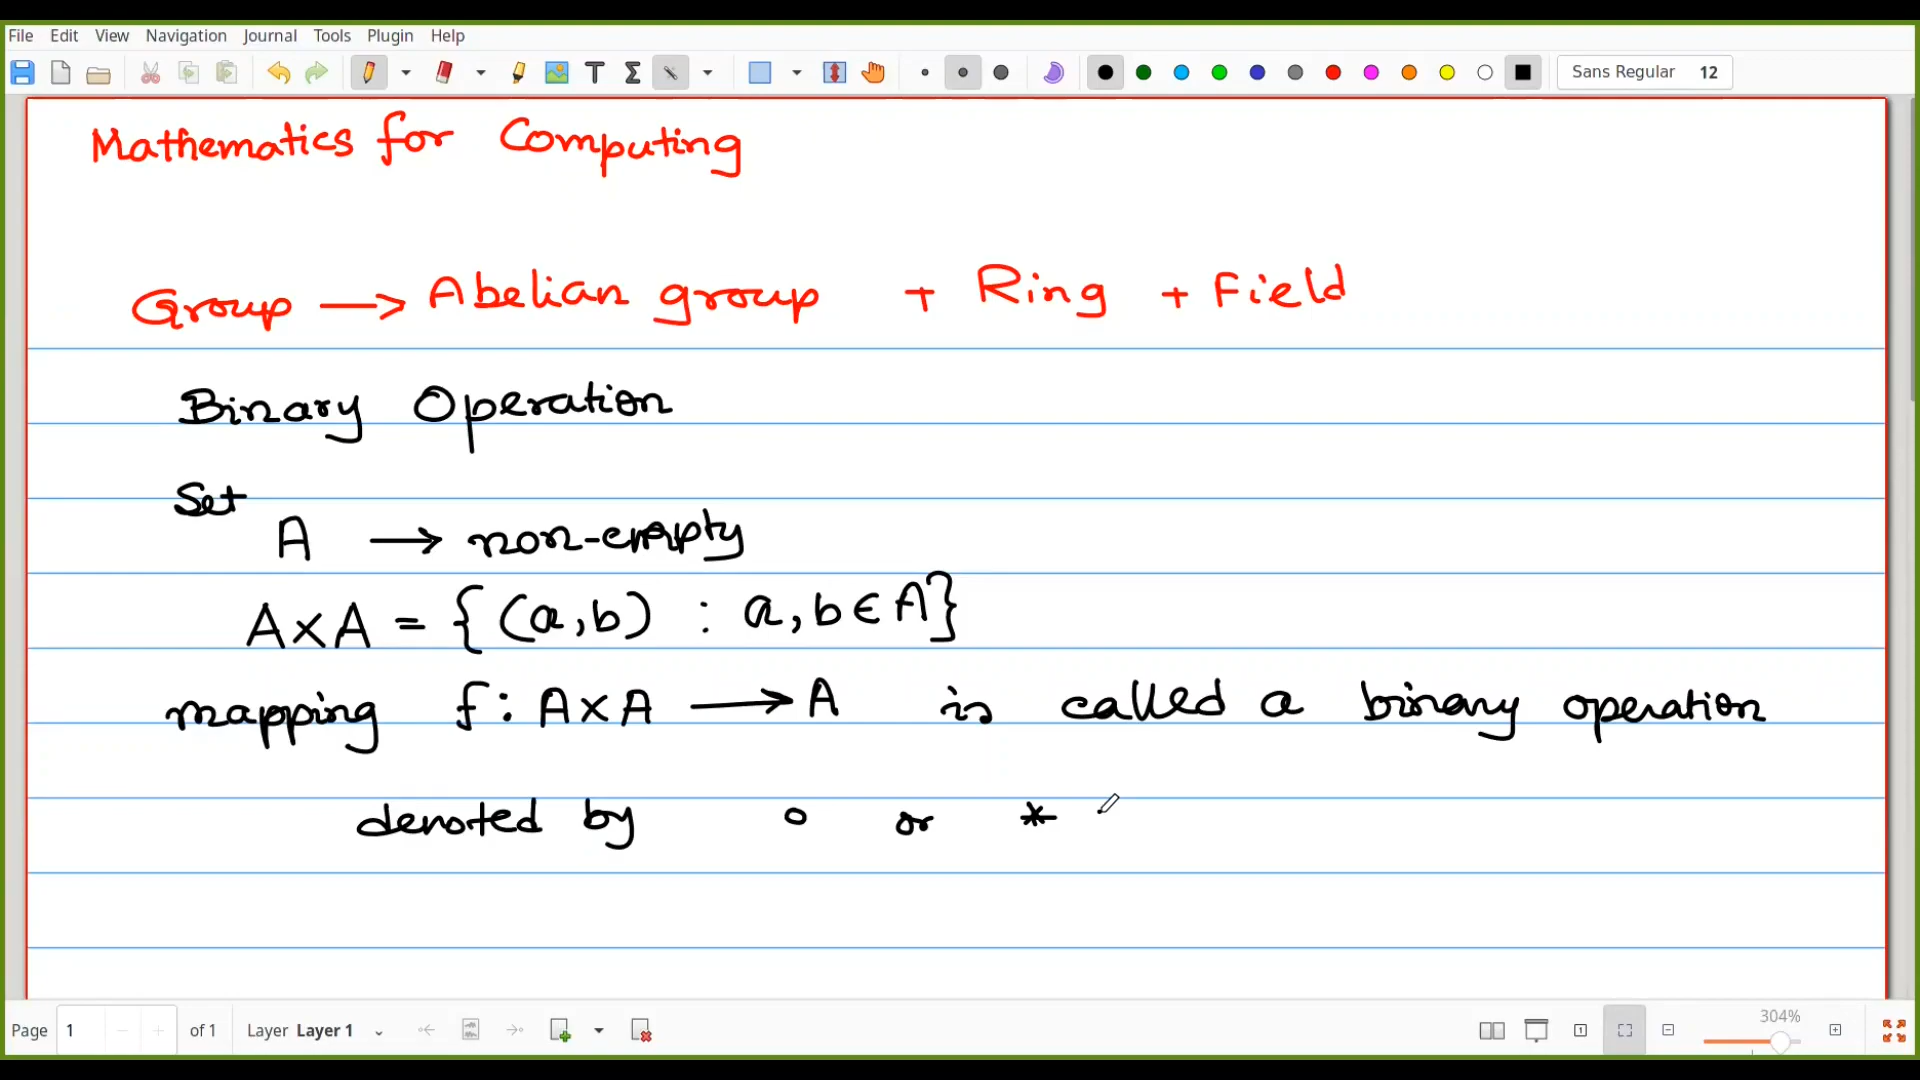 File Edit View Navigation Journal Tools Plugin Help
Sans Regular 12
Mathematics for Computing
Group → Abelian group + Ring + Field
Binary Operation
Set
A → non-empty
A×A = {(a,b) : a,b∈A}
mapping f: A×A → A is called a binary operation
denoted by o or *
Page 1 of 1 Layer Layer 1 304%